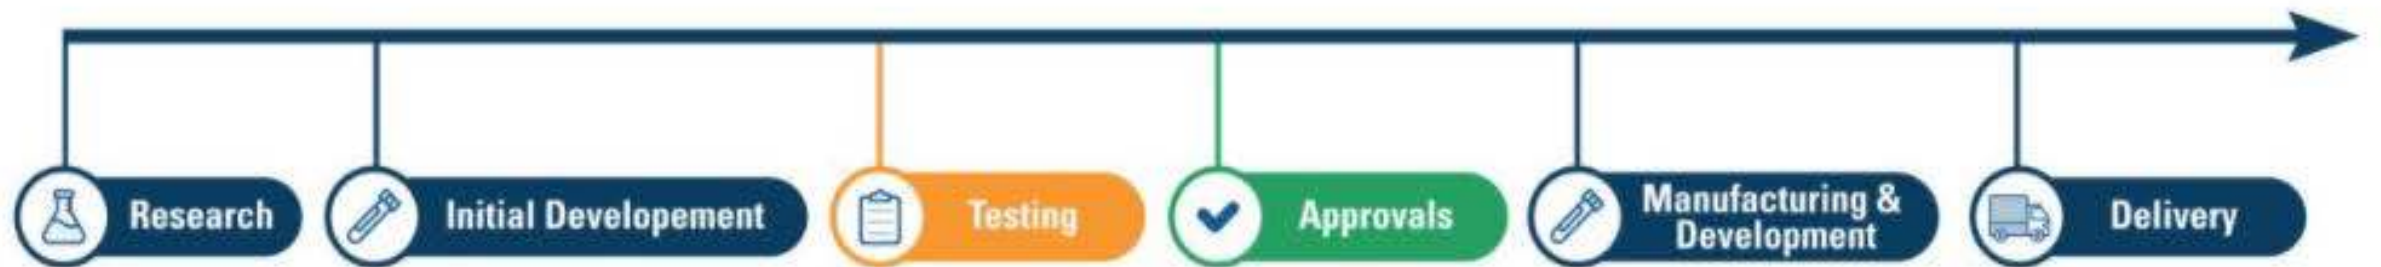 Research
Initial Developement
Testing
Approvals
Manufacturing &
Development
Delivery